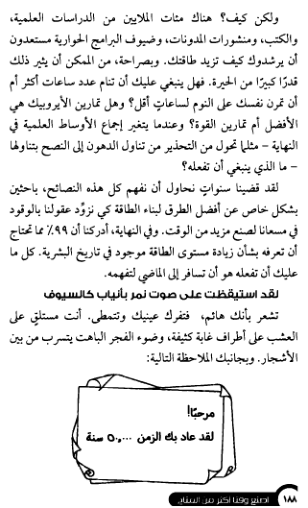 ولكن كيف؟ هناك مئات الملايين من الدراسات العلمية،
والكتب، ومنشورات المدونات، وضيوف البرامج الحوارية مستعدون
أن يرشدوك كيف تزيد طاقتك. وبصراحة، من الممكن أن يثير ذلك
قدرًا كبيرًا من الحيرة. فهل ينبغي عليك أن تنام عدد ساعات أكثر أم
أن تمرن نفسك على النوم لساعاتٍ أقل؟ وهل تمارين الأيروبيك هي
الأفضل أم تمارين القوة؟ وعندما يتغير إجماع الأوساط العلمية في
النهاية – مثلما تحول من التحذير من تناول الدهون إلى النصح بتناولها
– ما الذي ينبغي أن تفعله؟
لقد قضينا سنواتٍ نحاول أن نفهم كل هذه النصائح، باحثين
بشكل خاص عن أفضل الطرق لبناء الطاقة كي نزوِّد عقولنا بالوقود
في مسعانا لصنع مزيد من الوقت. وفي النهاية، أدركنا أن ٩٩٪ مما تحتاج
أن تعرفه بشأن زيادة مستوى الطاقة موجود في تاريخ البشرية. كل ما
عليك أن تفعله هو أن تسافر إلى الماضي لتفهمه.
لقد استيقظت على صوت نمر بأنياب كالسيوف
تشعر بأنك هائم، فتفرك عينيك وتتمطى. أنت مستلقٍ على
العشب على أطراف غابة كثيفة، وضوء الفجر الباهت يتسرب من بين
الأشجار. وبجانبك الملاحظة التالية:
مرحبًا!
لقد عاد بك الزمن ٥٠,٠٠٠ سنة
١٨٨ اصنع وقتا أكثر من